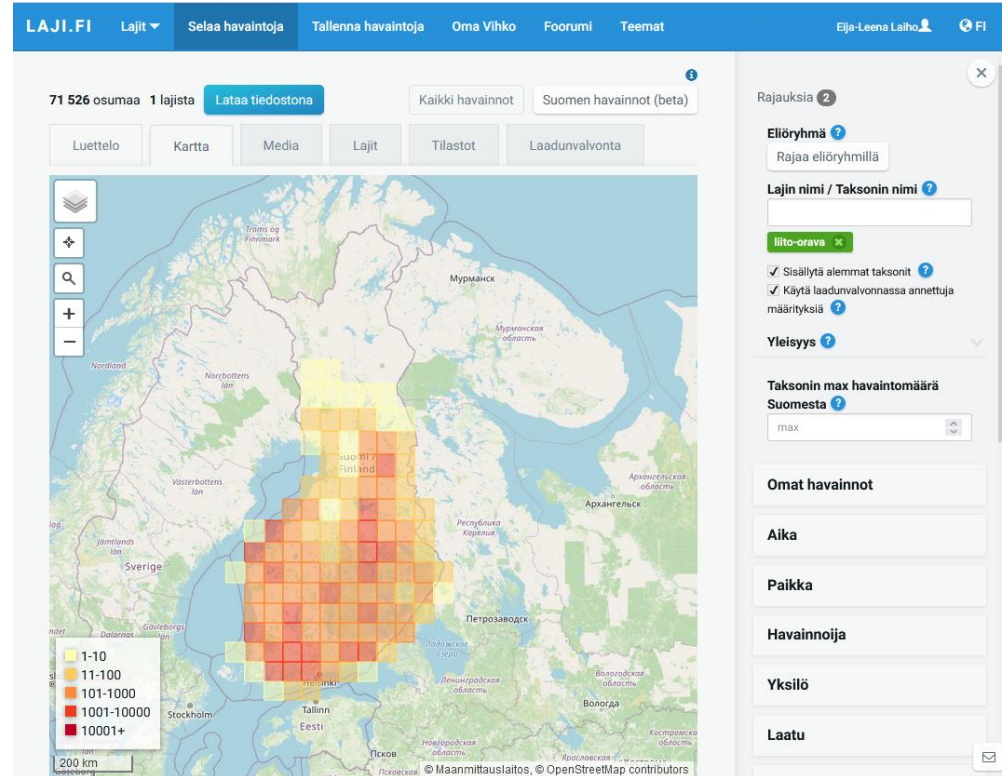 LAJI.FI Lajit Selaa havaintoja Tallenna havaintoja Oma Vihko Foorumi Teemat Eija-Leena Laiho FI
71 526 osumaa 1 lajista Lataa tiedostona Kaikki havainnot Suomen havainnot (beta)
Luettelo Kartta Media Lajit Tilastot Laadunvalvonta
Troms og
Finnmark
Мурманск
Мурманская
область
Nordland
Norrbottens
län
Suomi /
Finland
Västerbottens
län
Архангельская
область
Архангельск
Республика
Карелия
Jämtlands
län
Sverige
Петрозаводск
Gävleborgs
Dalarnas
Ладожское
озеро
1-10
11-100
101-1000
1001-10000
10001+
Helsinki
Ленинградская
область
Вологодская
область
Вологда
Stockholm
Tallinn
Eesti
Новгородская
область
Костромская
область
Псков
Псковская
Ярославская
200 km
Göteborg
© Maanmittauslaitos, © OpenStreetMap contributors
Rajauksia 2
Eliöryhmä ?
Rajaa eliöryhmillä
Lajin nimi / Taksonin nimi ?
liito-orava
Sisällytä alemmat taksonit ?
Käytä laadunvalvonnassa annettuja
määrityksiä ?
Yleisyys ?
Taksonin max havaintomäärä
Suomesta ?
max
Omat havainnot
Aika
Paikka
Havainnoija
Yksilö
Laatu